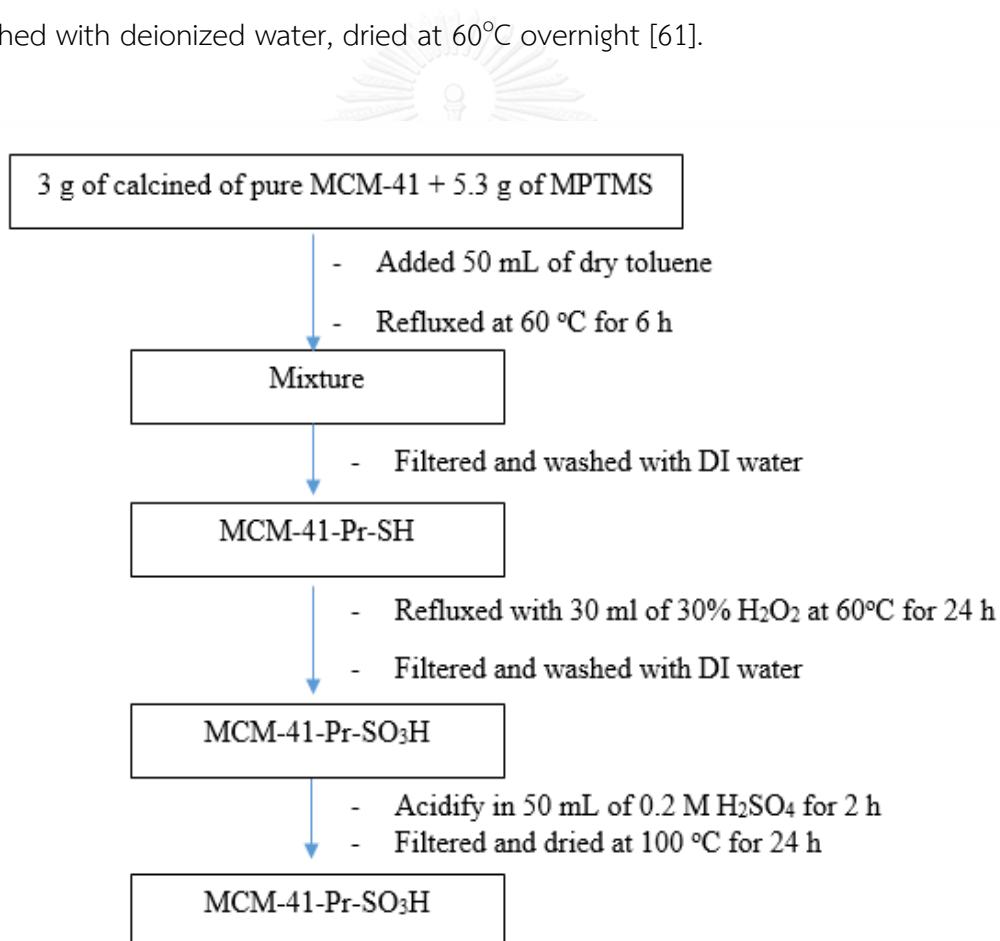 hed with deionized water, dried at 60°C overnight [61].
3 g of calcined of pure MCM-41 + 5.3 g of MPTMS
- Added 50 mL of dry toluene
- Refluxed at 60 °C for 6 h
Mixture
- Filtered and washed with DI water
MCM-41-Pr-SH
- Refluxed with 30 ml of 30% H₂O₂ at 60°C for 24 h
- Filtered and washed with DI water
MCM-41-Pr-SO₃H
- Acidify in 50 mL of 0.2 M H₂SO₄ for 2 h
- Filtered and dried at 100 °C for 24 h
MCM-41-Pr-SO₃H